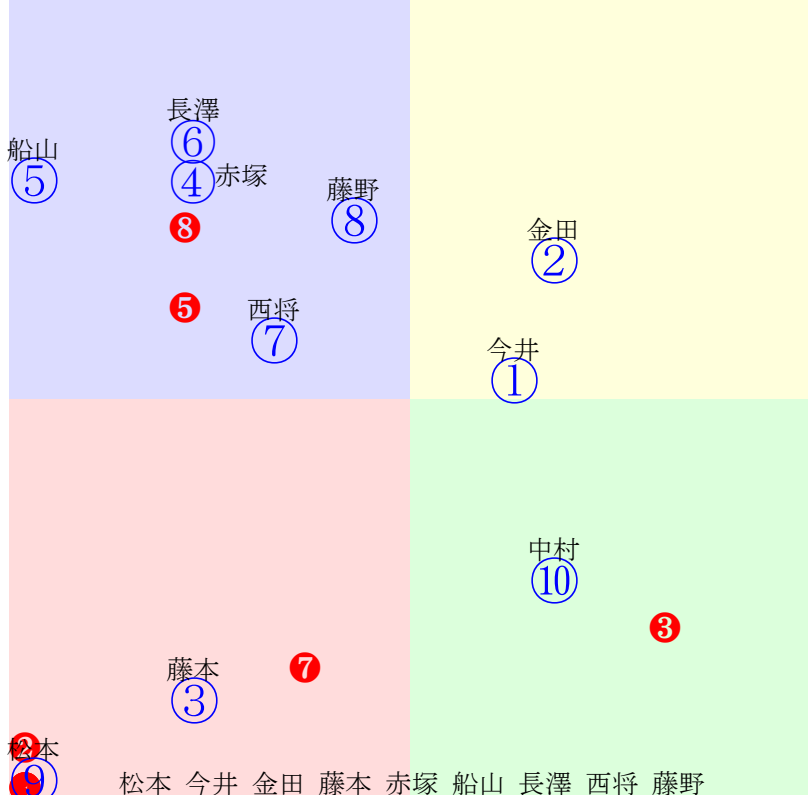 長澤
⑥
船山
⑤
④赤塚
藤野
⑧
❽
金田
②
❺
西将
⑦
今井
①
中村
⑩
❸
❼
藤本
③
❷
松本
⑨
松本 今井 金田 藤本 赤塚 船山 長澤 西将 藤野